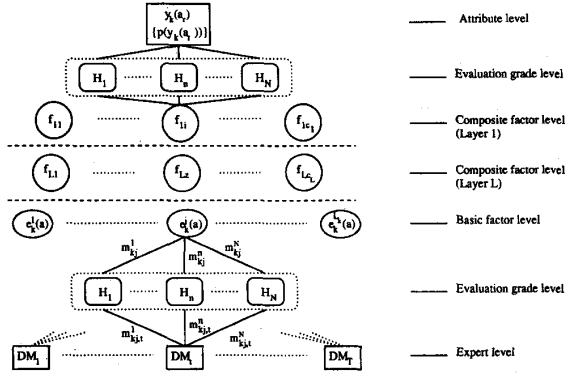 y_k(a_r) Attribute level
{p(y_k(a_r))}
H_1 H_n H_N Evaluation grade level
f_11 f_1i f_1c_1 Composite factor level
(Layer 1)
f_L1 f_Lz f_Lc_L Composite factor level
(Layer L)
e_k^1(a) e_k^j(a) (a) Basic factor level
m_kj^1 m_kj^n m_kj^N
H_1 H_n H_N Evaluation grade level
m_kj,t^1 m_kj,t^n m_kj,t^N
DM_1 DM_t DM_T Expert level